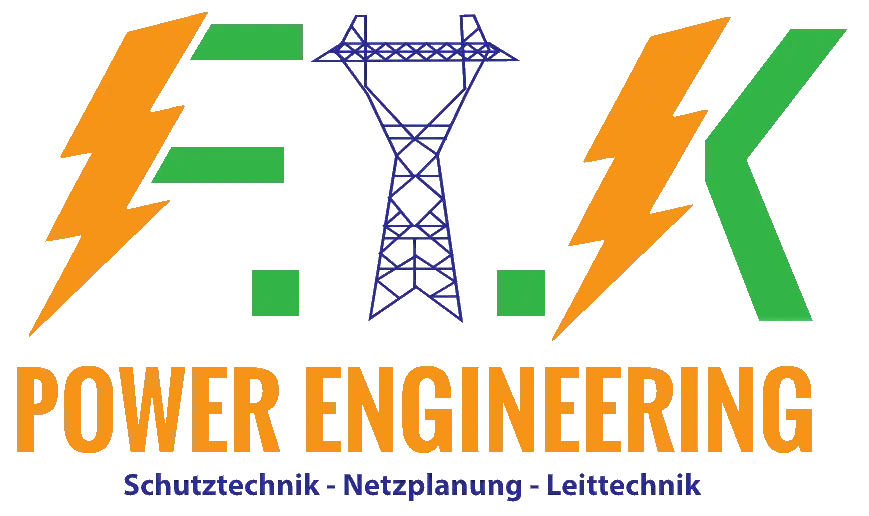 F.T.K
POWER ENGINEERING
Schutztechnik - Netzplanung - Leittechnik